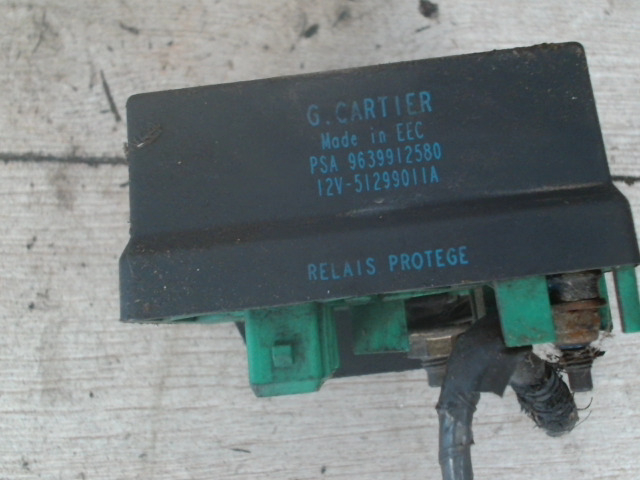 G. CARTIER
Made in EEC
PSA 9639912580
12V-51299011A
RELAIS PROTEGE